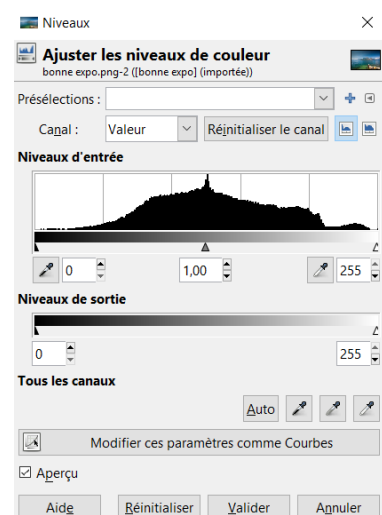 Niveaux
Ajuster les niveaux de couleur
bonne expo.png-2 ([bonne expo] (importée))
Présélections :
Canal : Valeur Réinitialiser le canal
Niveaux d'entrée
0 1,00 255
Niveaux de sortie
0 255
Tous les canaux
Auto
Modifier ces paramètres comme Courbes
Aperçu
Aide Réinitialiser Valider Annuler